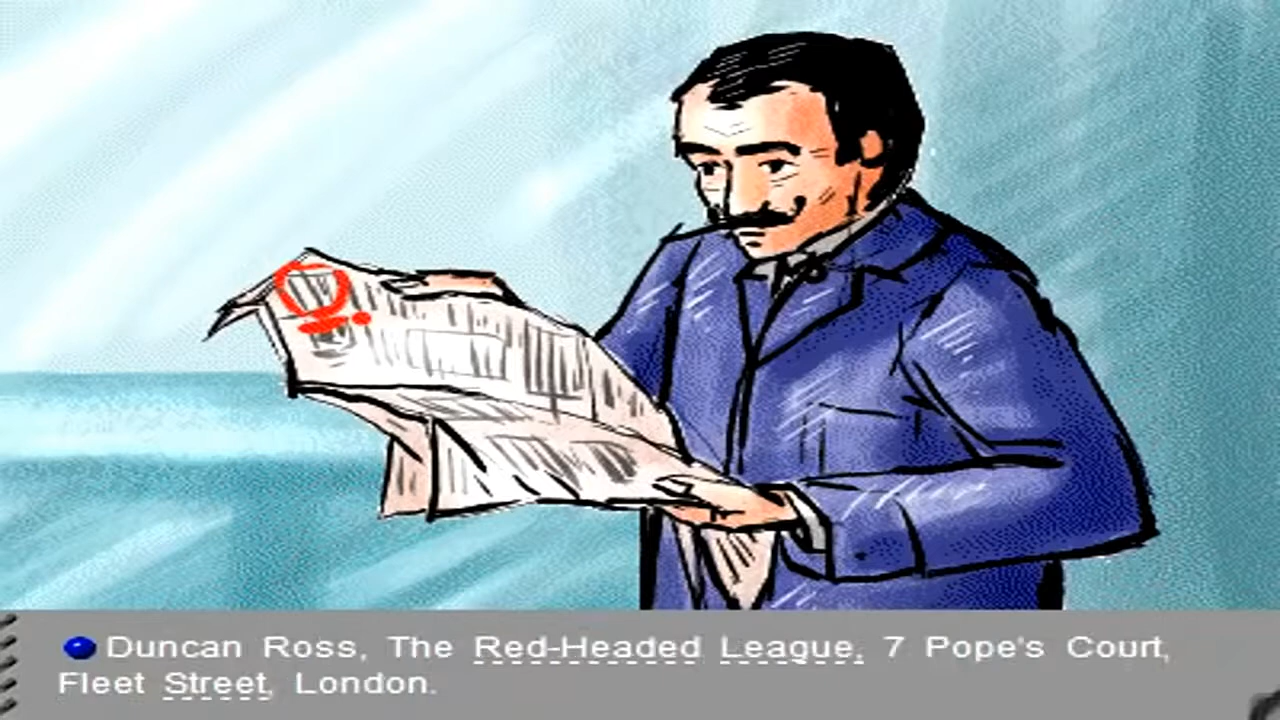 Duncan Ross, The Red-Headed League, 7 Pope's Court,
Fleet Street, London.